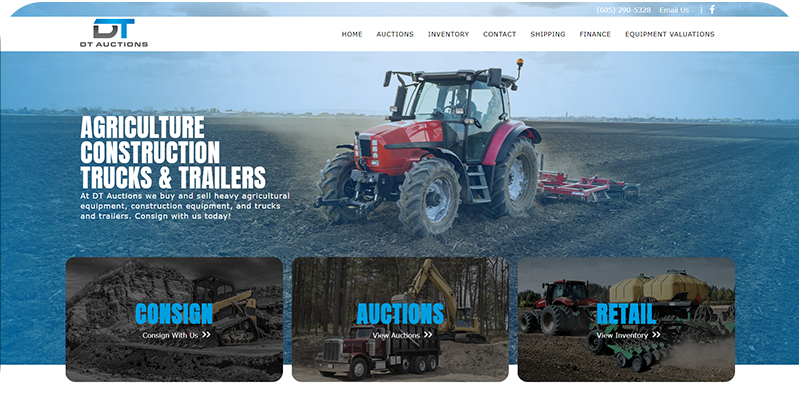 (605) 290-5328 Email Us |
DT
DT AUCTIONS
HOME AUCTIONS INVENTORY CONTACT SHIPPING FINANCE EQUIPMENT VALUATIONS
AGRICULTURE
CONSTRUCTION
TRUCKS & TRAILERS
At DT Auctions we buy and sell heavy agricultural
equipment, construction equipment, and trucks
and trailers. Consign with us today!
CONSIGN
Consign With Us »
AUCTIONS
View Auctions »
RETAIL
View Inventory »